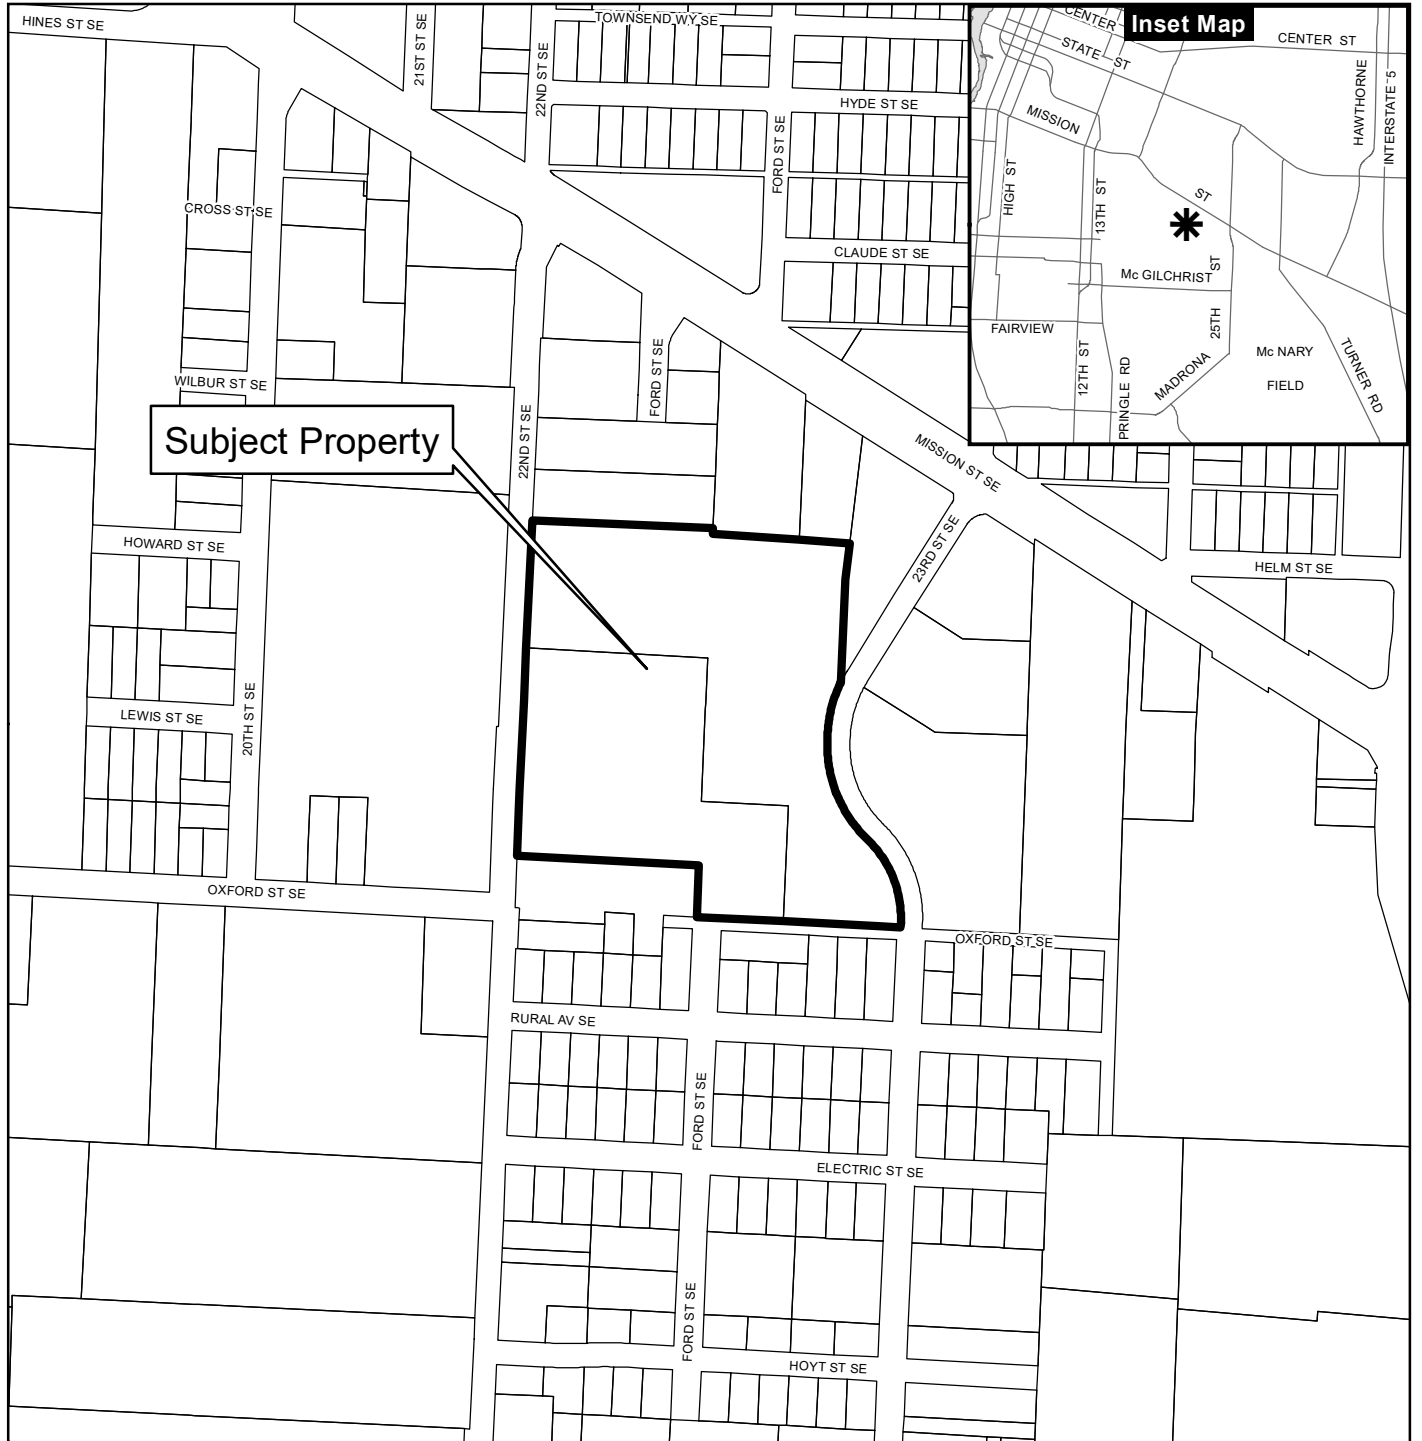 HINES ST SE
21ST ST SE
22ND ST SE
TOWNSEND WY SE
HYDE ST SE
FORD ST SE
CLAUDE ST SE
CROSS ST SE
WILBUR ST SE
FORD ST SE
22ND ST SE
Subject Property
MISSION ST SE
23RD ST SE
HOWARD ST SE
HELM ST SE
LEWIS ST SE
20TH ST SE
OXFORD ST SE
OXFORD ST SE
RURAL AV SE
FORD ST SE
ELECTRIC ST SE
FORD ST SE
HOYT ST SE
Inset Map
CENTER
CENTER ST
STATE ST
MISSION
ST
HAWTHORNE
INTERSTATE 5
HIGH ST
13TH ST
Mc GILCHRIST
25TH ST
FAIRVIEW
12TH ST
PRINGLE RD
MADRONA
Mc NARY
FIELD
TURNER RD